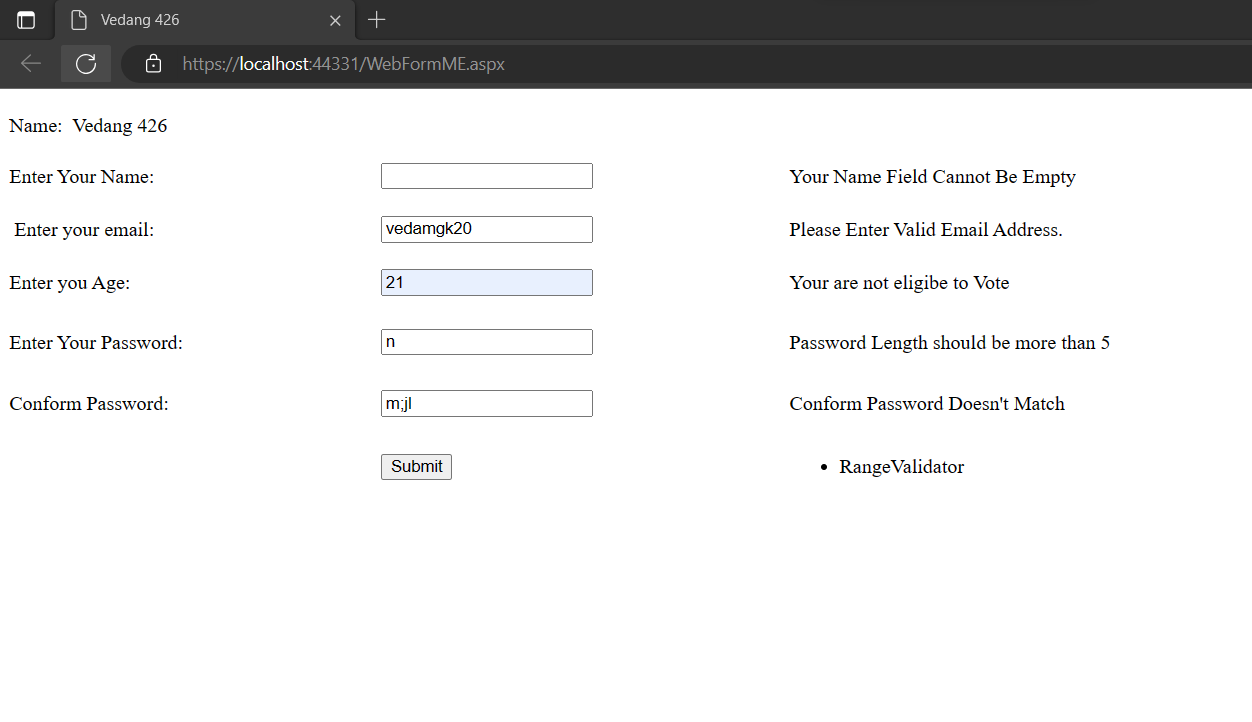 Vedang 426
https://localhost:44331/WebFormME.aspx
Name: Vedang 426
Enter Your Name: Your Name Field Cannot Be Empty
Enter your email: vedamgk20 Please Enter Valid Email Address.
Enter you Age: 21 Your are not eligibe to Vote
Enter Your Password: n Password Length should be more than 5
Conform Password: m;jl Conform Password Doesn't Match
Submit • RangeValidator